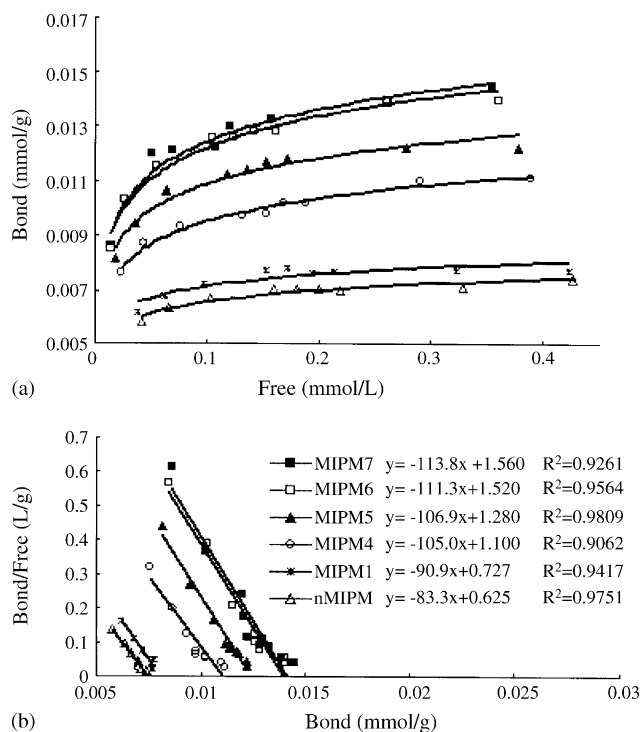 0.017
0.015
0.013
0.011
0.009
0.007
0.005
Bond (mmol/g)
0 0.1 0.2 0.3 0.4
Free (mmol/L)
(a)
0.7
0.6
0.5
0.4
0.3
0.2
0.1
0
Bond/Free (L/g)
MIPM7 y= -113.8x +1.560 R²=0.9261
MIPM6 y= -111.3x+1.520 R²=0.9564
MIPM5 y= -106.9x+1.280 R²=0.9809
MIPM4 y= -105.0x+1.100 R²=0.9062
MIPM1 y= -90.9x+0.727 R²=0.9417
nMIPM y= -83.3x+0.625 R²=0.9751
0.005 0.01 0.015 0.02 0.025 0.03
Bond (mmol/g)
(b)